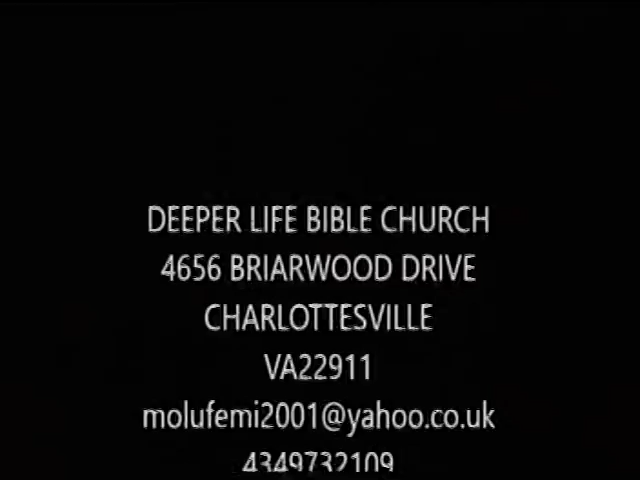 DEEPER LIFE BIBLE CHURCH
4656 BRIARWOOD DRIVE
CHARLOTTESVILLE
VA22911
molufemi2001@yahoo.co.uk
4349732109